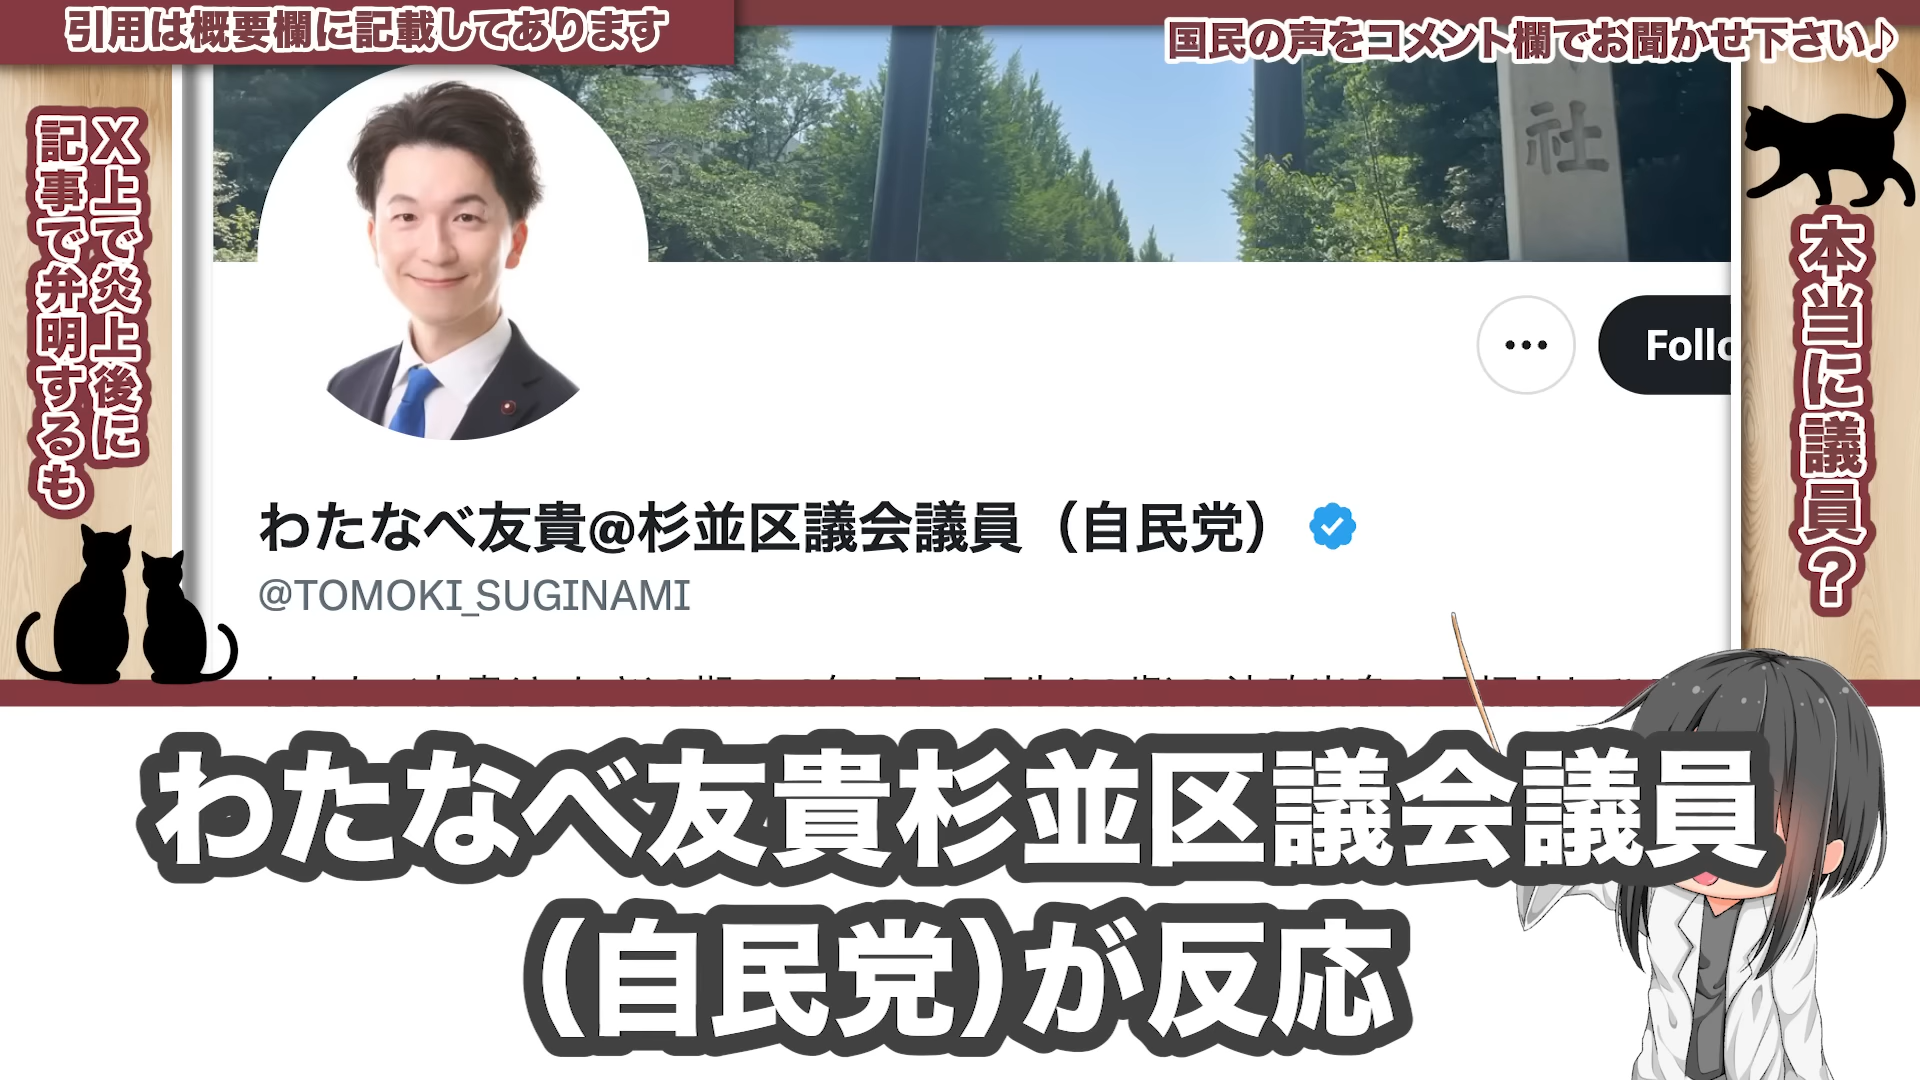 引用は概要欄に記載してあります
国民の声をコメント欄でお聞かせ下さい♪
X上で炎上後に
記事で弁明するも
本当に議員?
社
Follo
わたなべ友貴@杉並区議会議員（自民党）
@TOMOKI_SUGINAMI
わたなべ友貴杉並区議会議員
(自民党)が反応